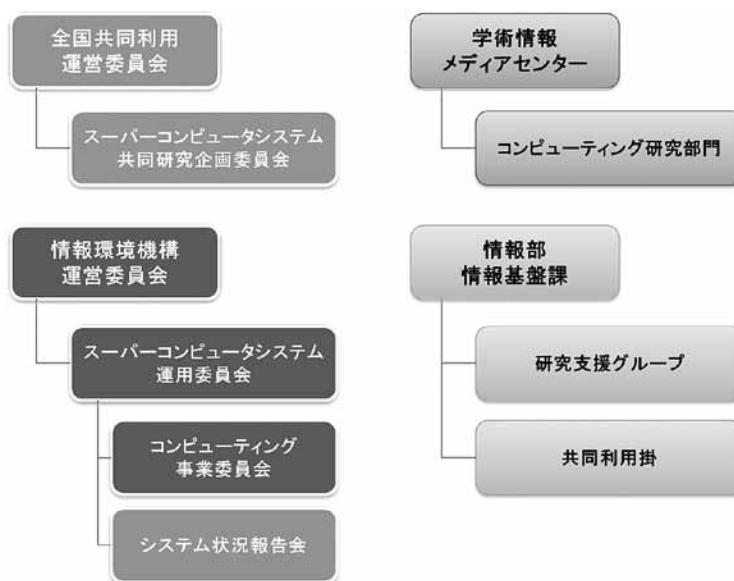 全国共同利用
運営委員会
スーパーコンピュータシステム
共同研究企画委員会
情報環境機構
運営委員会
スーパーコンピュータシステム
運用委員会
コンピューティング
事業委員会
システム状況報告会
学術情報
メディアセンター
コンピューティング研究部門
情報部
情報基盤課
研究支援グループ
共同利用掛